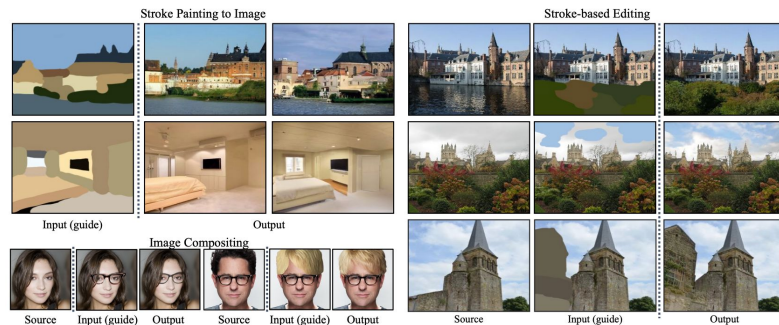 Stroke Painting to Image
Input (guide)
Output
Image Compositing
Source
Input (guide)
Output
Source
Input (guide)
Output
Stroke-based Editing
Source
Input (guide)
Output